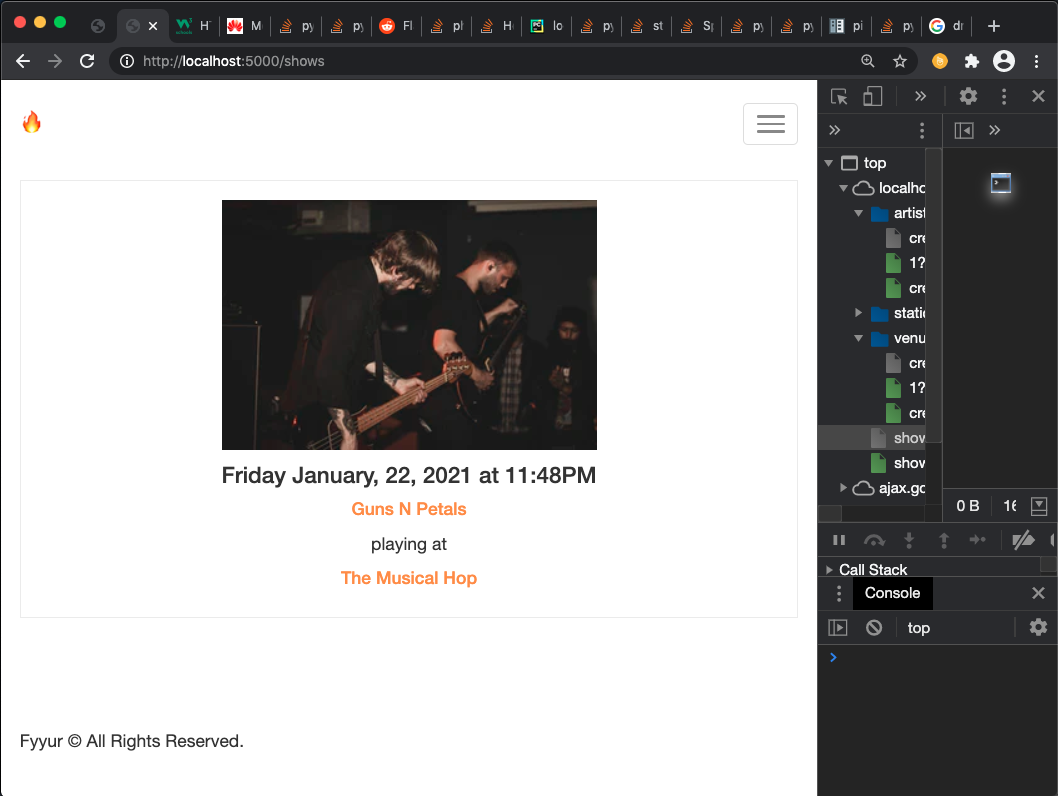 H
M
py
py
Fl
pl
H
lo
py
st
S
py
py
pi
py
dr
http://localhost:5000/shows
top
localho
artist
cre
1?
cre
static
venu
cre
1?
cre
show
show
ajax.go
0 B
Friday January, 22, 2021 at 11:48PM
Guns N Petals
playing at
The Musical Hop
Call Stack
Console
top
Fyyur © All Rights Reserved.